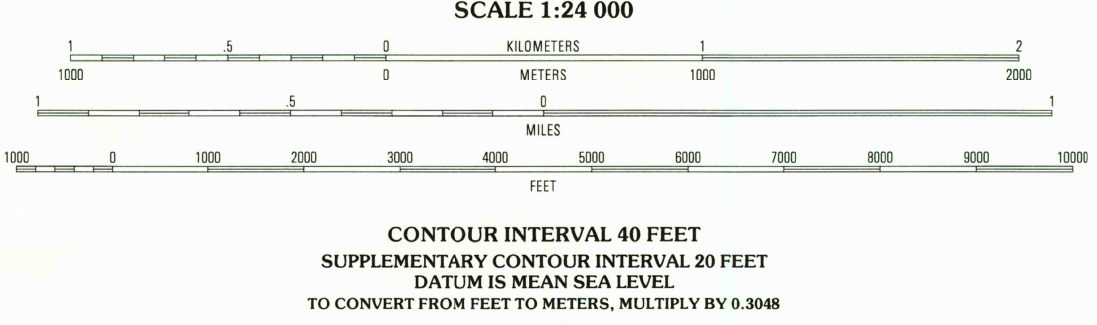 SCALE 1:24 000
1 .5 0 KILOMETERS 1 2
1000 0 METERS 1000 2000
1 .5 0 1
MILES
1000 0 1000 2000 3000 4000 5000 6000 7000 8000 9000 10000
FEET
CONTOUR INTERVAL 40 FEET
SUPPLEMENTARY CONTOUR INTERVAL 20 FEET
DATUM IS MEAN SEA LEVEL
TO CONVERT FROM FEET TO METERS, MULTIPLY BY 0.3048